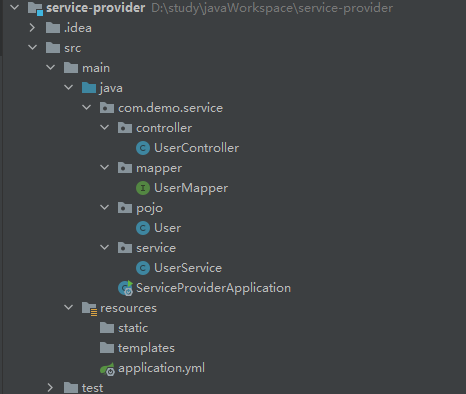 service-provider D:\study\javaWorkspace\service-provider
.idea
src
main
java
com.demo.service
controller
UserController
mapper
UserMapper
pojo
User
service
UserService
ServiceProviderApplication
resources
static
templates
application.yml
test